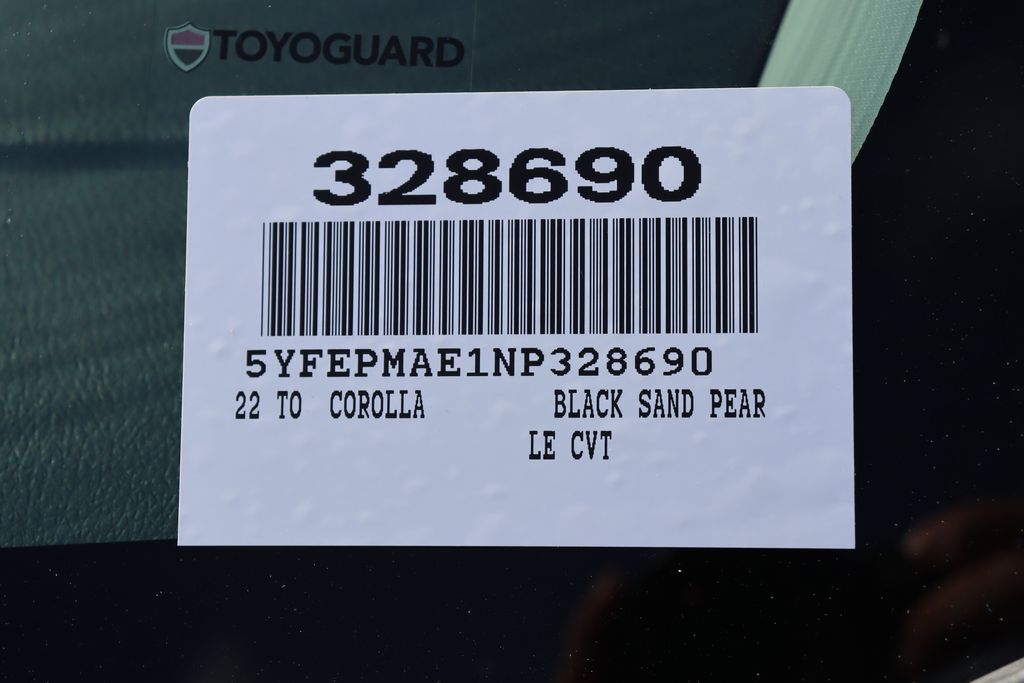 TOYOGUARD
328690
5YFEPMAE1NP328690
22 TO COROLLA BLACK SAND PEAR
LE CVT